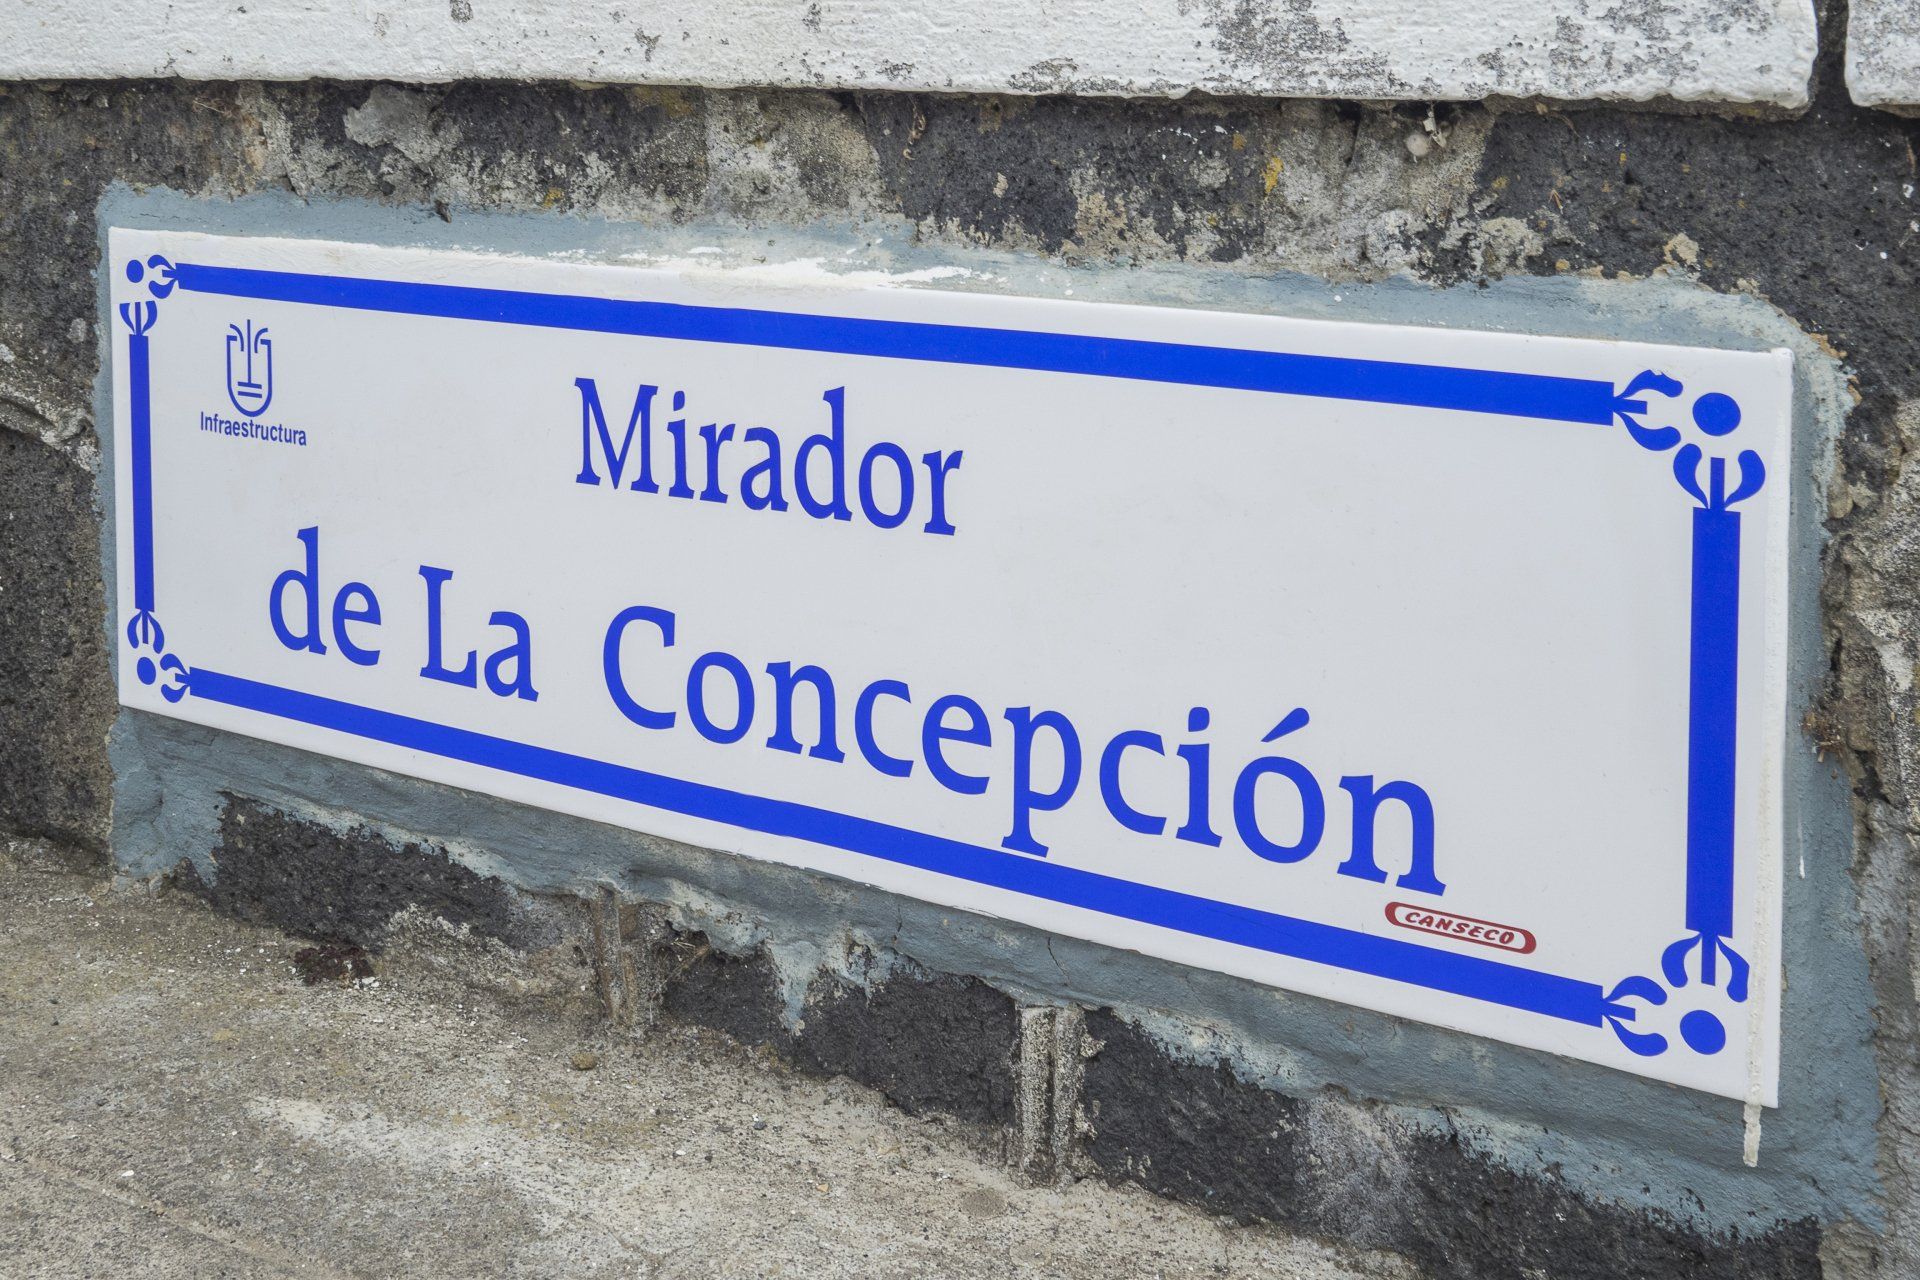 Infraestructura
Mirador
de La Concepción
CANSECO